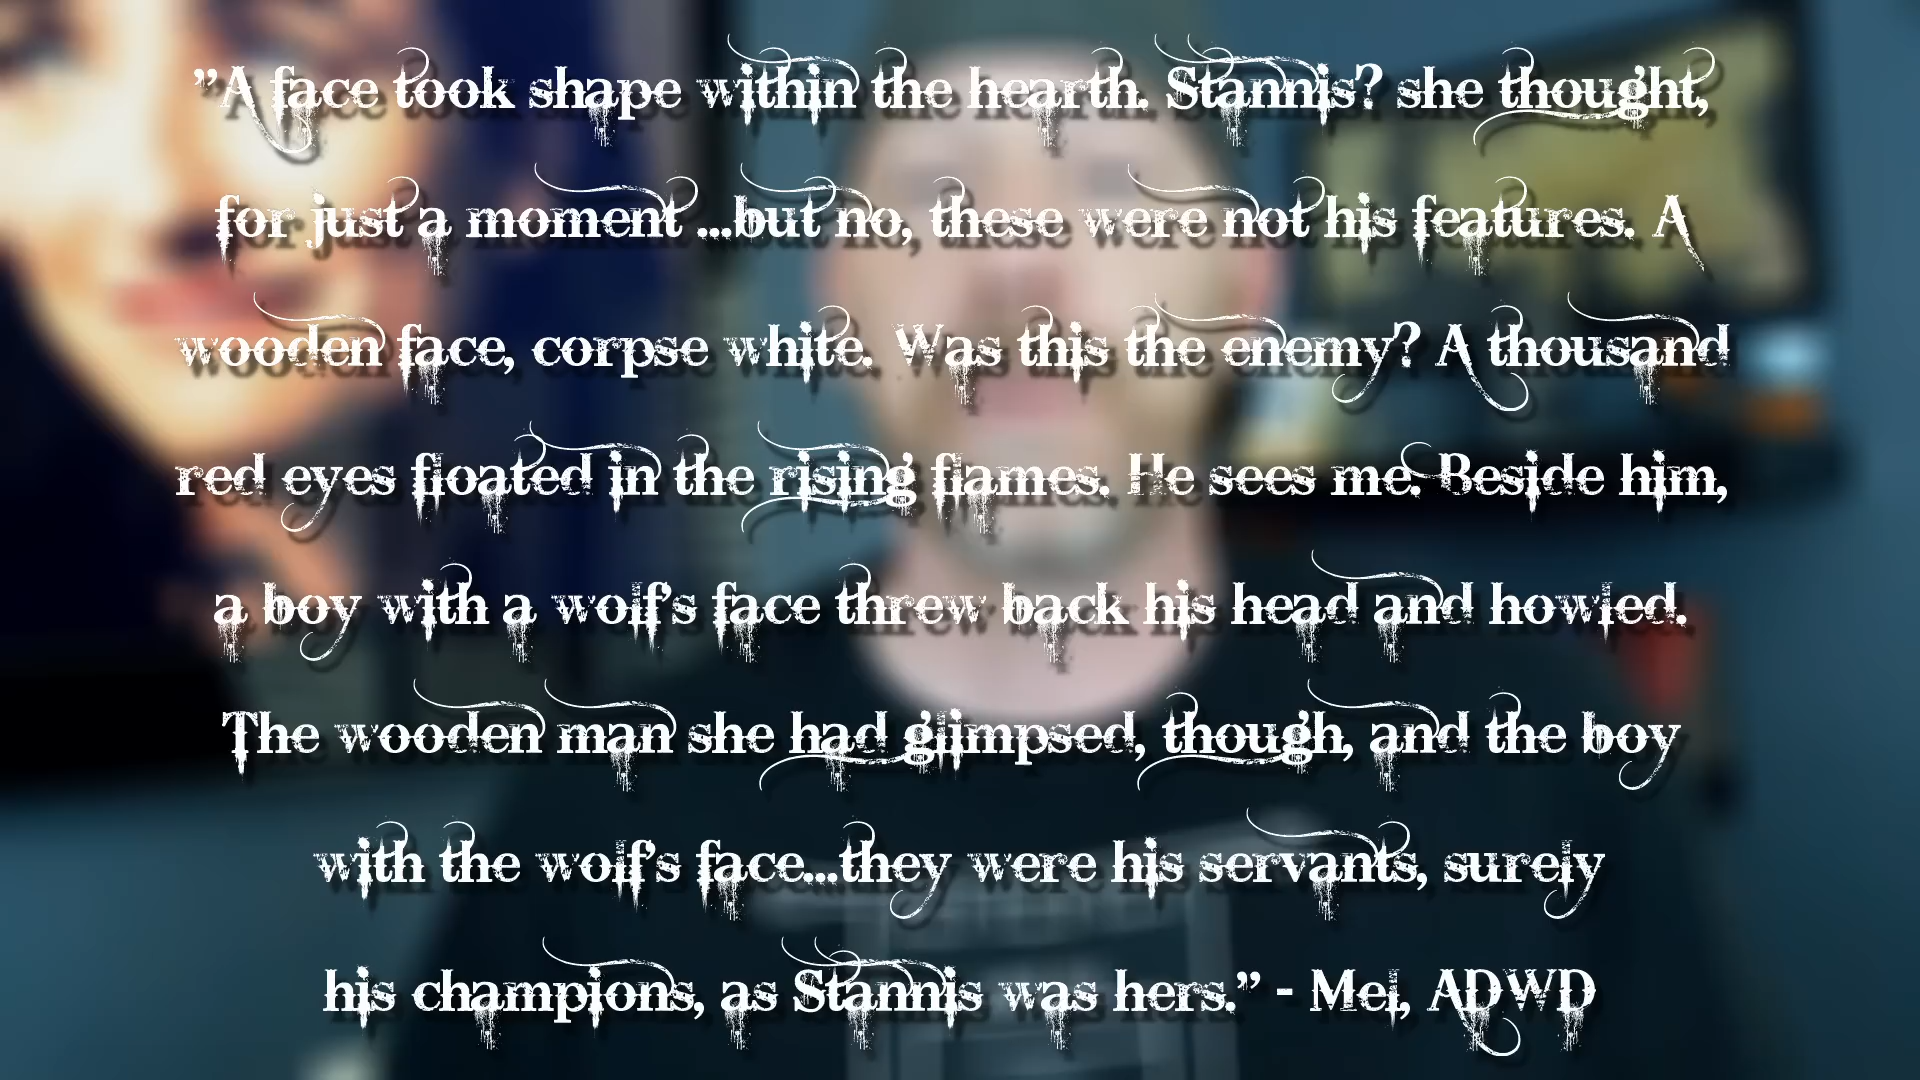 "A face took shape within the hearth. Stannis? she thought,
for just a moment ...but no, these were not his features. A
wooden face, corpse white. Was this the enemy? A thousand
red eyes floated in the rising flames. He sees me. Beside him,
a boy with a wolf's face threw back his head and howled.
The wooden man she had glimpsed, though, and the boy
with the wolf's face...they were his servants, surely
his champions, as Stannis was hers." - Mel, ADWD